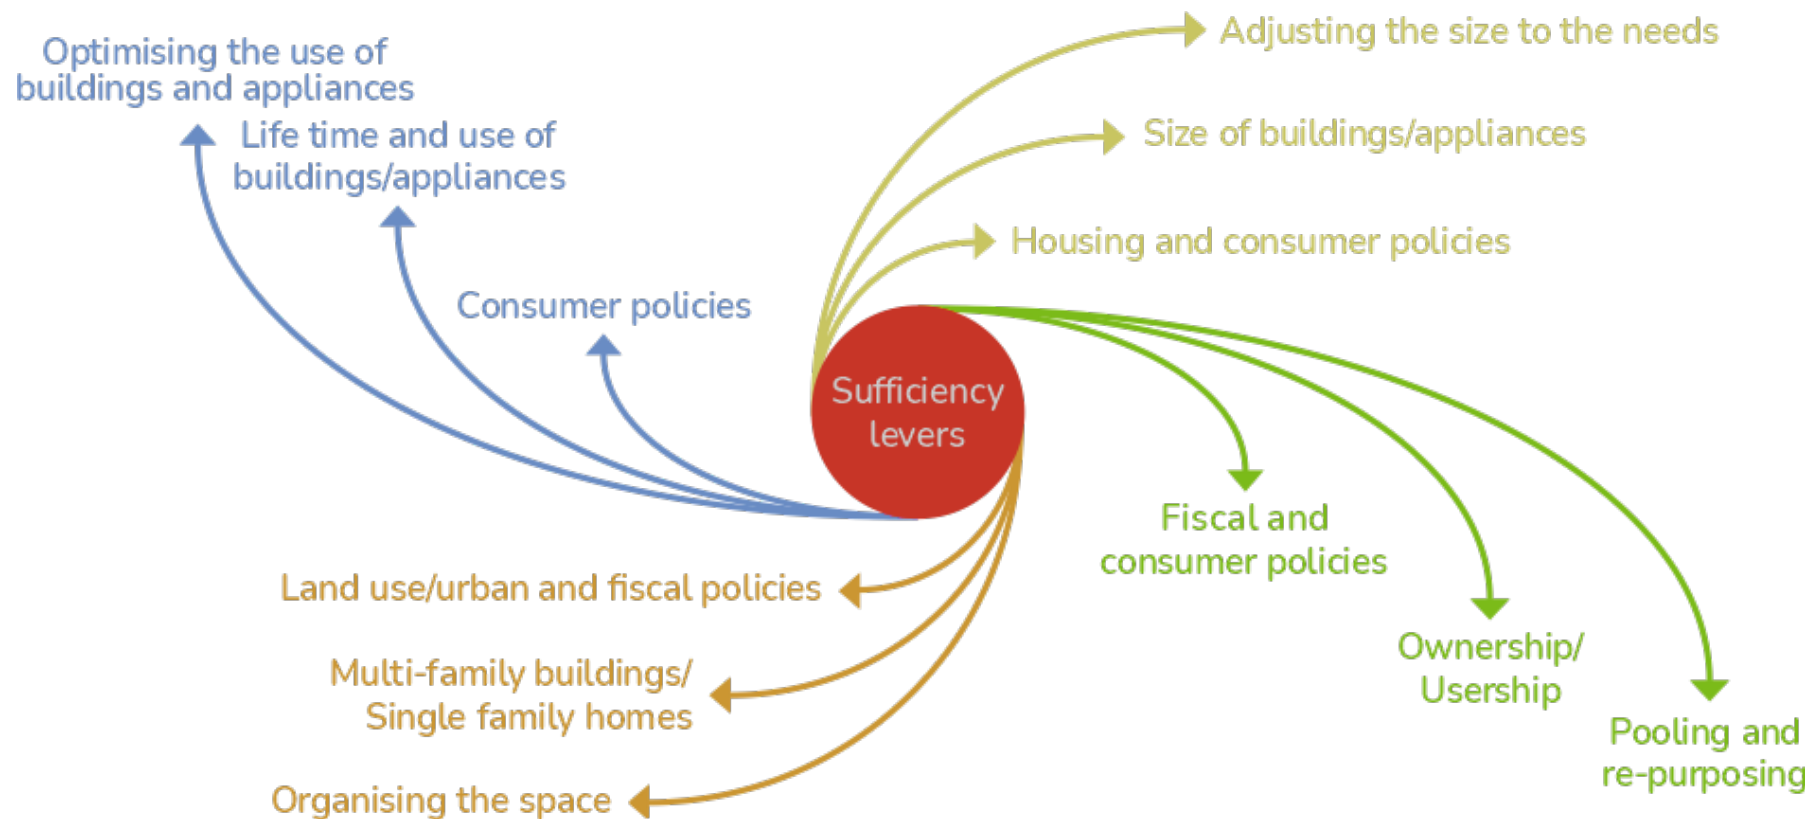 Optimising the use of
buildings and appliances
Life time and use of
buildings/appliances
Consumer policies
Adjusting the size to the needs
Size of buildings/appliances
Housing and consumer policies
Sufficiency
levers
Fiscal and
consumer policies
Ownership/
Usership
Pooling and
re-purposing
Land use/urban and fiscal policies
Multi-family buildings/
Single family homes
Organising the space